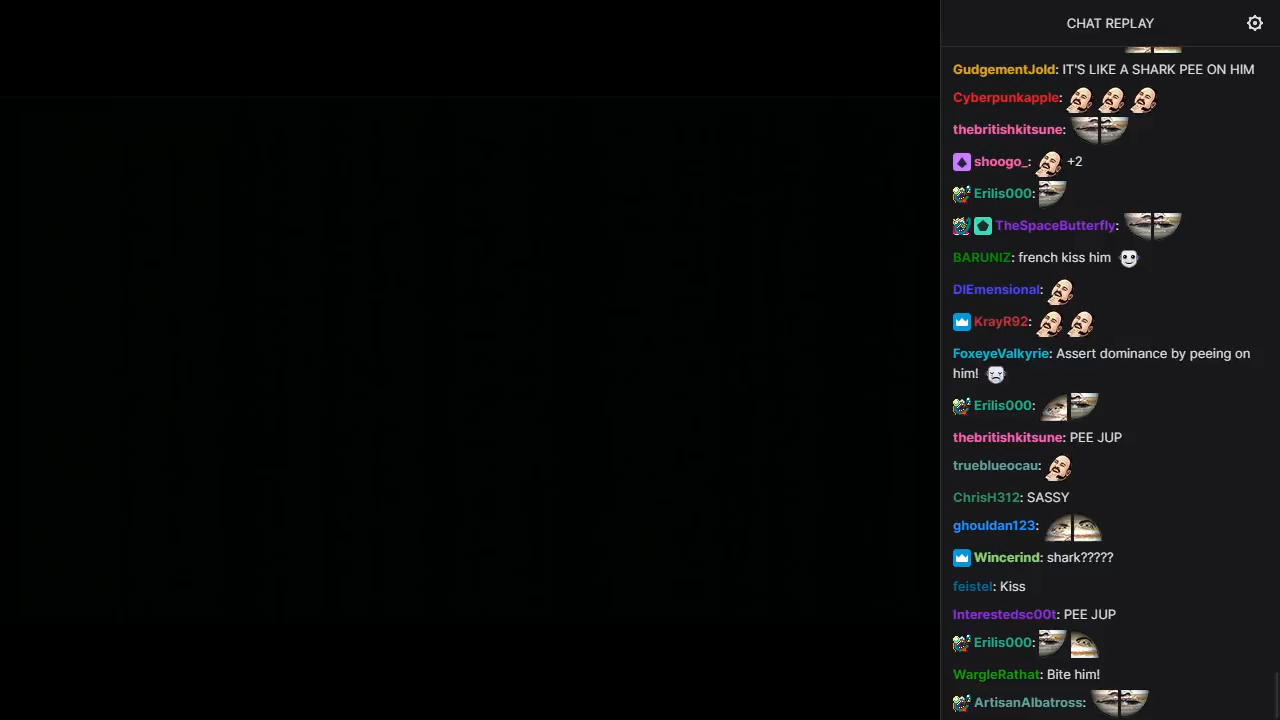 CHAT REPLAY
GudgementJold: IT'S LIKE A SHARK PEE ON HIM
Cyberpunkapple:
thebritishkitsune:
shoogo_: +2
Erilis000:
TheSpaceButterfly:
BARUNIZ: french kiss him
DIEmensional:
KrayR92:
FoxeyeValkyrie: Assert dominance by peeing on
him!
Erilis000:
thebritishkitsune: PEE JUP
trueblueocau:
ChrisH312: SASSY
ghouldan123:
Wincerind: shark?????
feistel: Kiss
Interestedsc00t: PEE JUP
Erilis000:
WargleRathat: Bite him!
ArtisanAlbatross: